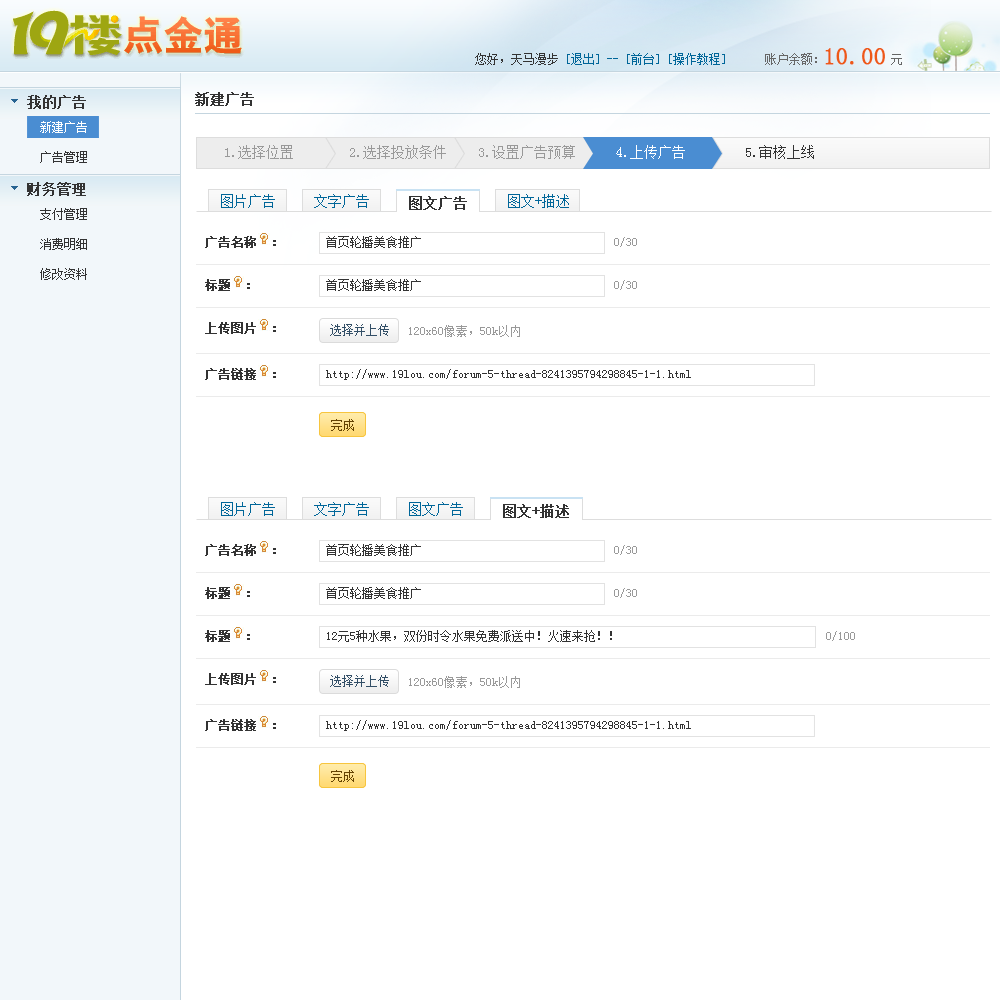 19楼点金通
您好，天马漫步 [退出] -- [前台] [操作教程] 账户余额：10.00 元
我的广告
新建广告
广告管理
财务管理
支付管理
消费明细
修改资料
新建广告
1.选择位置 2.选择投放条件 3.设置广告预算 4.上传广告 5.审核上线
图片广告 文字广告 图文广告 图文+描述
广告名称： 首页轮播美食推广 0/30
标题： 首页轮播美食推广 0/30
上传图片： 选择并上传 120x60像素，50k以内
广告链接： http://www.19lou.com/forum-5-thread-8241395794298845-1-1.html
完成
图片广告 文字广告 图文广告 图文+描述
广告名称： 首页轮播美食推广 0/30
标题： 首页轮播美食推广 0/30
标题： 12元5种水果，双份时令水果免费派送中！火速来抢！！ 0/100
上传图片： 选择并上传 120x60像素，50k以内
广告链接： http://www.19lou.com/forum-5-thread-8241395794298845-1-1.html
完成